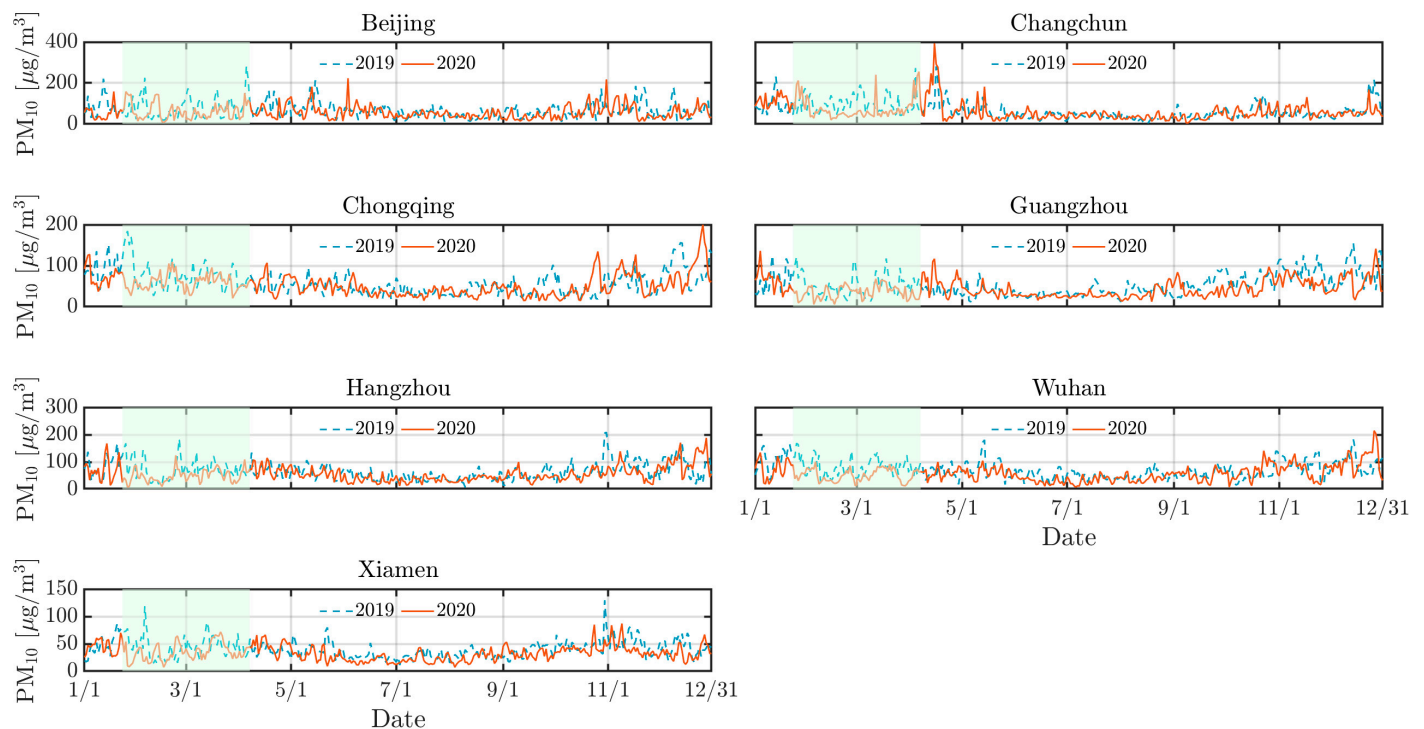 Beijing
Changchun
PM10 [μg/m³]
400
200
0
2019
2020
2019
2020
Chongqing
Guangzhou
PM10 [μg/m³]
200
100
0
2019
2020
2019
2020
Hangzhou
Wuhan
PM10 [μg/m³]
300
200
100
0
2019
2020
2019
2020
1/1 3/1 5/1 7/1 9/1 11/1 12/31
Date
Xiamen
PM10 [μg/m³]
150
100
50
0
2019
2020
1/1 3/1 5/1 7/1 9/1 11/1 12/31
Date